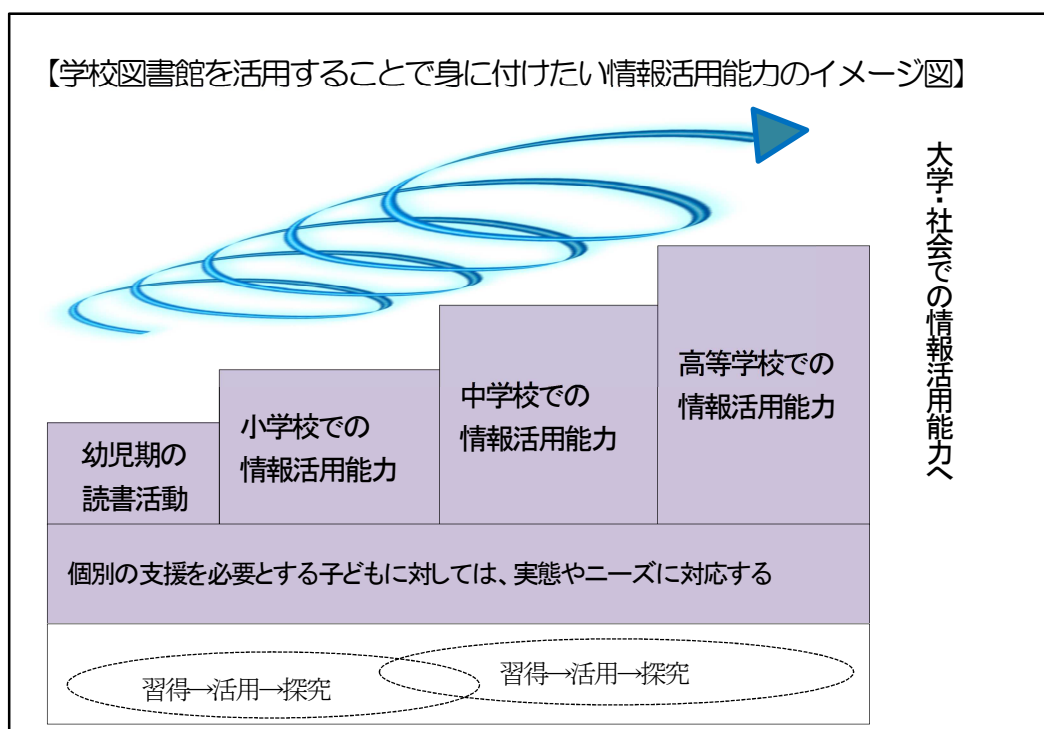 【学校図書館を活用することで身に付けたい情報活用能力のイメージ図】
大学・社会での情報活用能力へ
幼児期の
読書活動
小学校での
情報活用能力
中学校での
情報活用能力
高等学校での
情報活用能力
個別の支援を必要とする子どもに対しては、実態やニーズに対応する
習得→活用→探究
習得→活用→探究